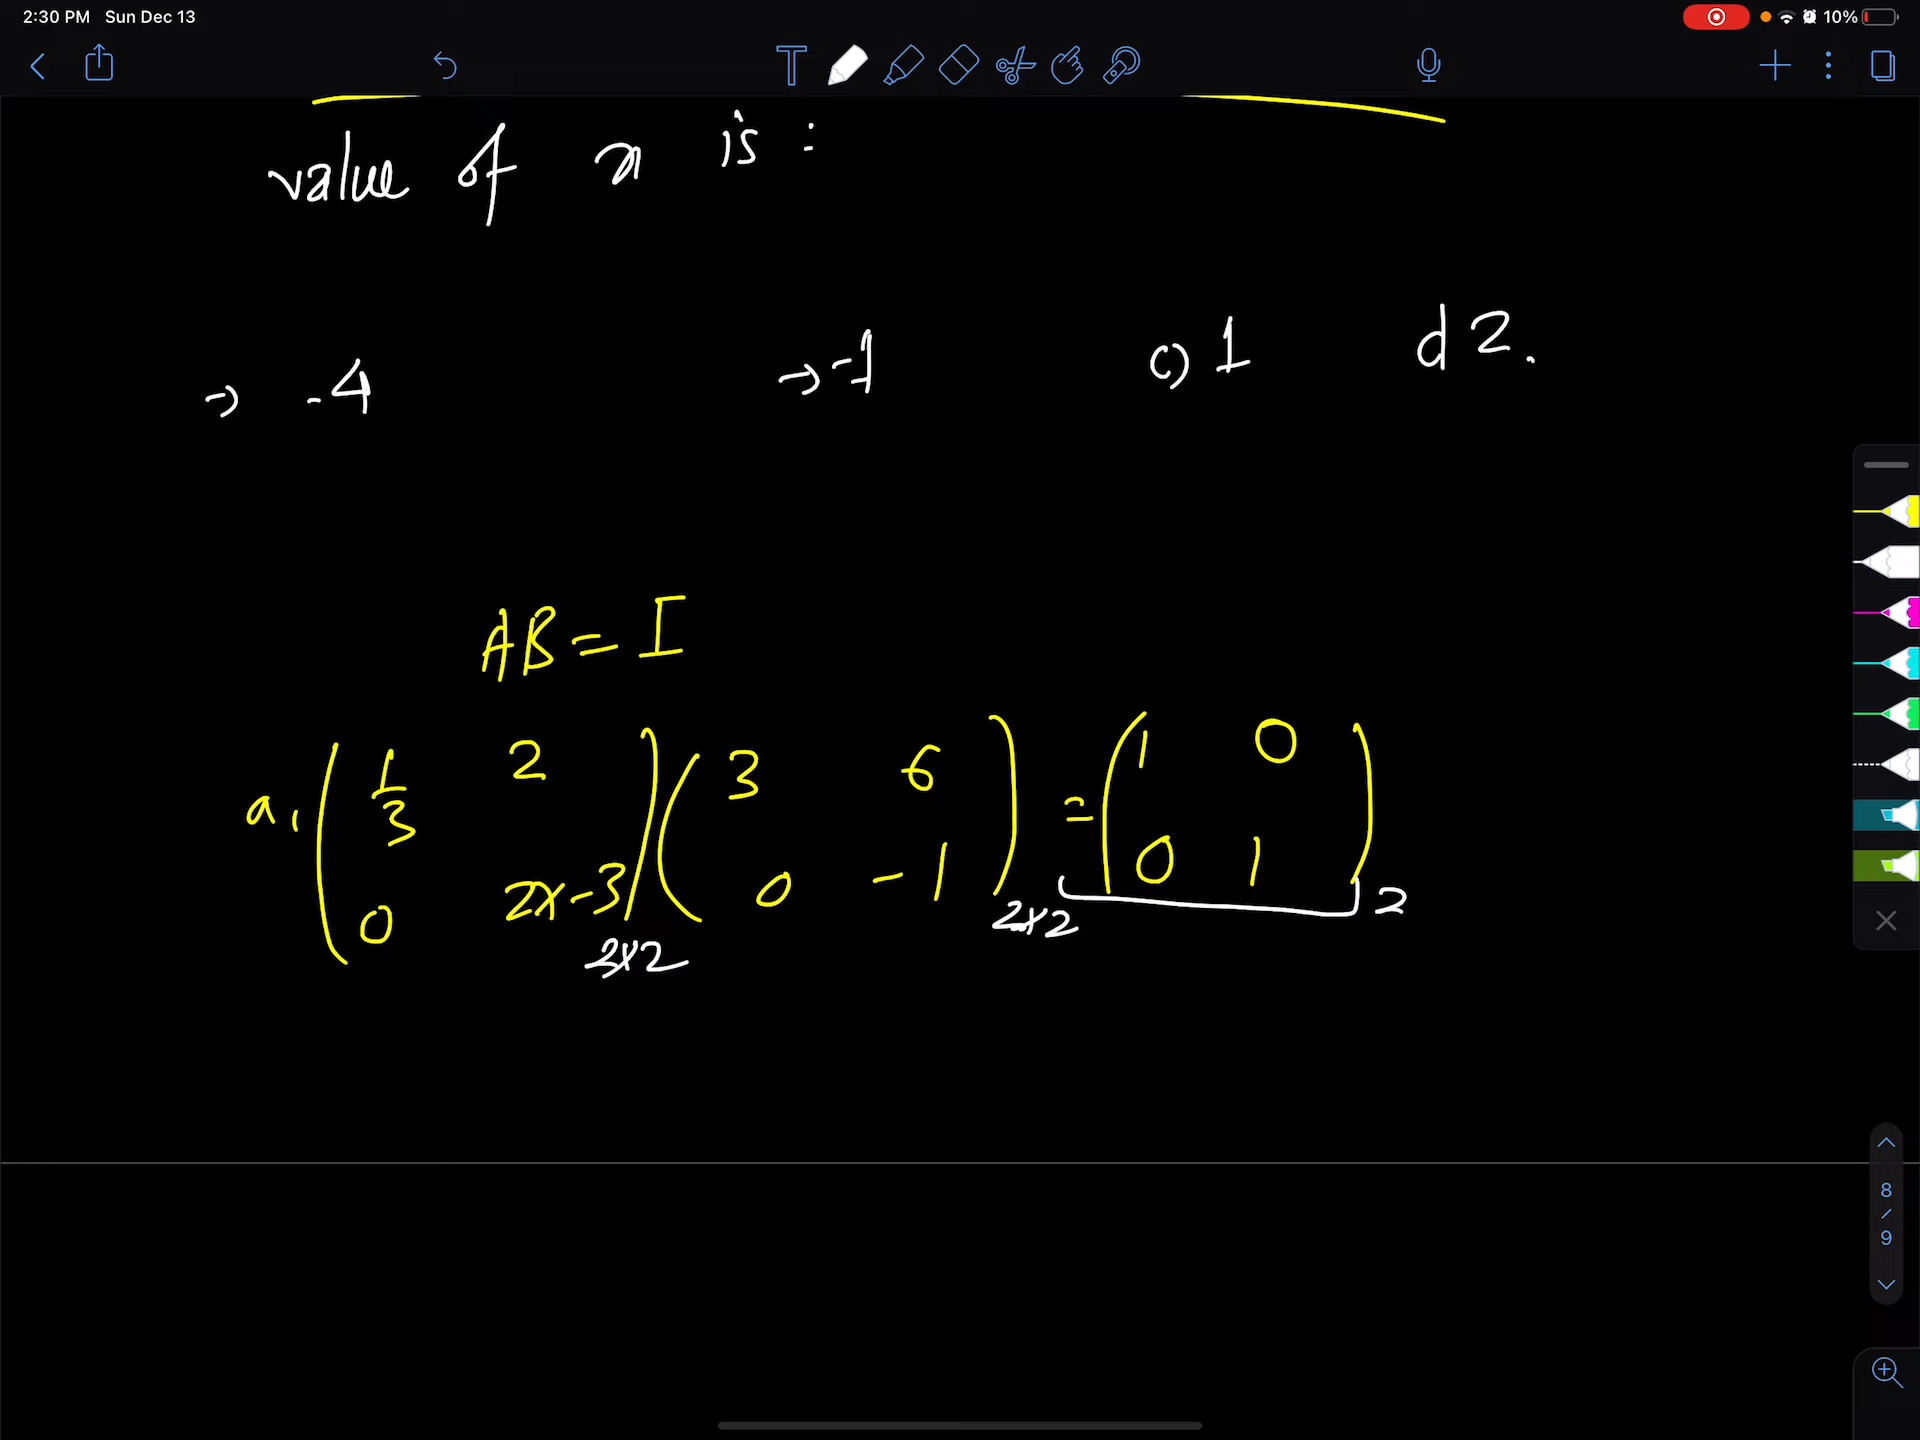 2:30 PM Sun Dec 13 10%
value of x is :
→ -4 → -1 c) 1 d 2.
AB = I
a₁ ( 1/3 2 ) ( 3 6 ) = ( 1 0 )
( 0 2x-3 ) ( 0 -1 ) ( 0 1 ) 2
2x2 2x2
8
/
9